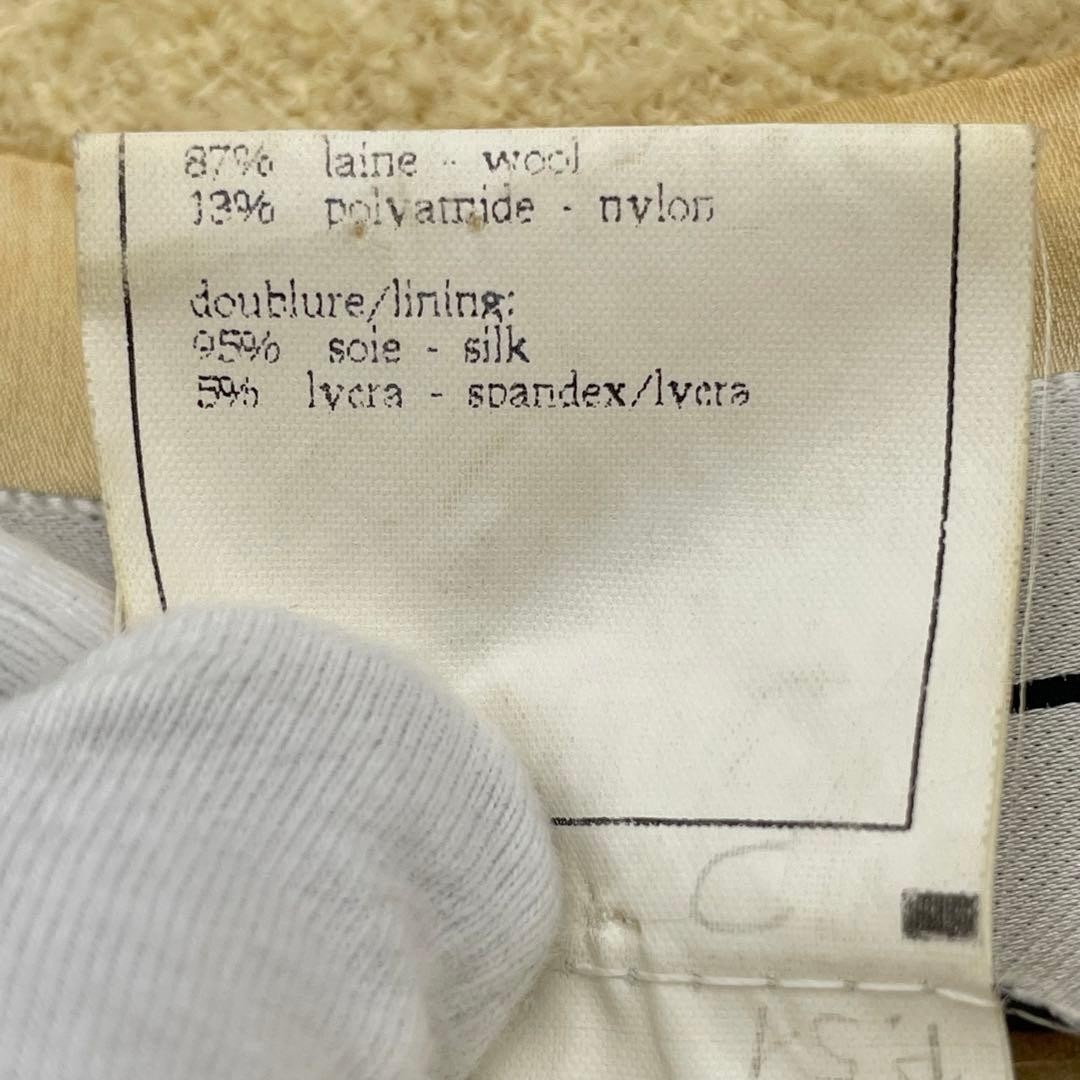 87% laine - wool
13% polyamide - nylon
doublure/lining:
95% soie - silk
5% lycra - spandex/lycra